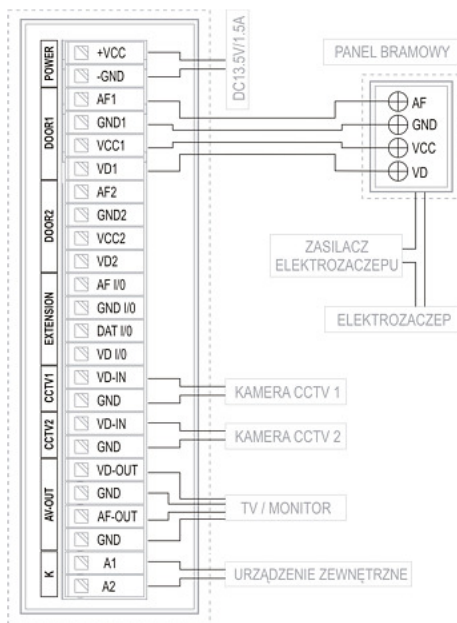 POWER
+VCC
-GND
DC13.5V/1.5A
DOOR1
AF1
GND1
VCC1
VD1
PANEL BRAMOWY
AF
GND
VCC
VD
DOOR2
AF2
GND2
VCC2
VD2
ZASILACZ
ELEKTROZACZEPU
ELEKTROZACZEP
EXTENSION
AF I/0
GND I/0
DAT I/0
VD I/0
CCTV1
VD-IN
GND
KAMERA CCTV 1
CCTV2
VD-IN
GND
KAMERA CCTV 2
AV-OUT
VD-OUT
GND
AF-OUT
GND
TV / MONITOR
K
A1
A2
URZĄDZENIE ZEWNĘTRZNE